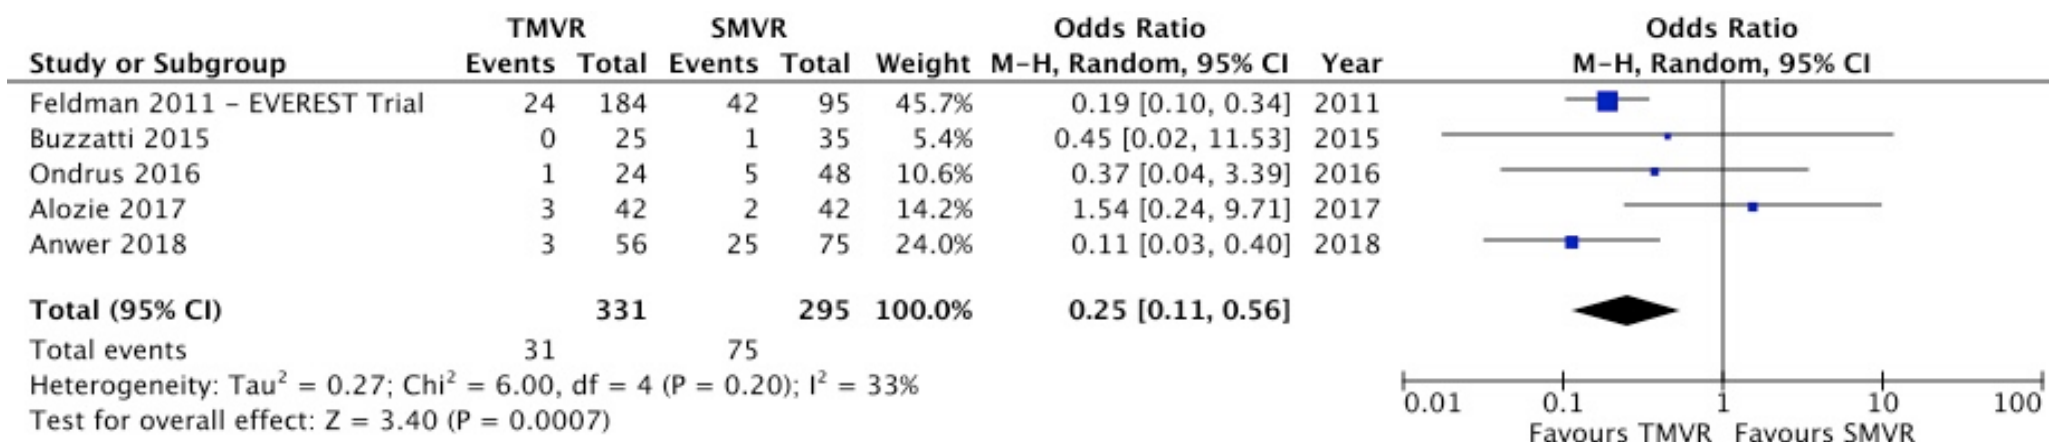 TMVR SMVR Odds Ratio Odds Ratio
Study or Subgroup Events Total Events Total Weight M-H, Random, 95% CI Year M-H, Random, 95% CI
Feldman 2011 - EVEREST Trial 24 184 42 95 45.7% 0.19 [0.10, 0.34] 2011
Buzzatti 2015 0 25 1 35 5.4% 0.45 [0.02, 11.53] 2015
Ondrus 2016 1 24 5 48 10.6% 0.37 [0.04, 3.39] 2016
Alozie 2017 3 42 2 42 14.2% 1.54 [0.24, 9.71] 2017
Anwer 2018 3 56 25 75 24.0% 0.11 [0.03, 0.40] 2018
Total (95% CI) 331 295 100.0% 0.25 [0.11, 0.56]
Total events 31 75
Heterogeneity: Tau² = 0.27; Chi² = 6.00, df = 4 (P = 0.20); I² = 33%
Test for overall effect: Z = 3.40 (P = 0.0007)
0.01 0.1 1 10 100
Favours TMVR Favours SMVR